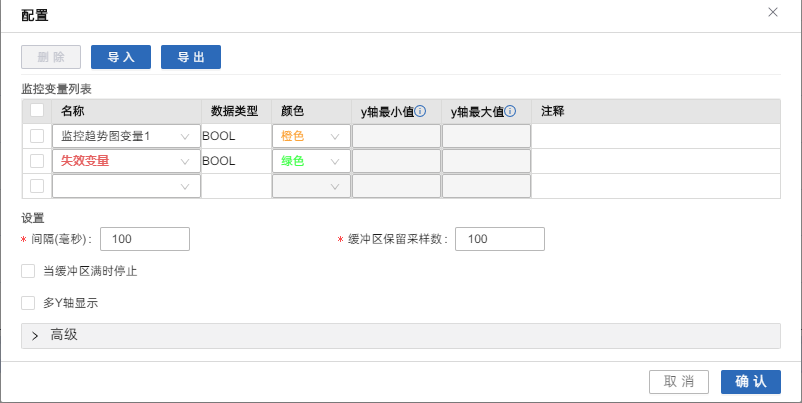 配置
删 除 导 入 导 出
监控变量列表
名称 数据类型 颜色 y轴最小值 y轴最大值 注释
监控趋势图变量1 BOOL 橙色
失效变量 BOOL 绿色
设置
* 间隔(毫秒): 100 * 缓冲区保留采样数: 100
当缓冲区满时停止
多Y轴显示
高级
取 消 确 认